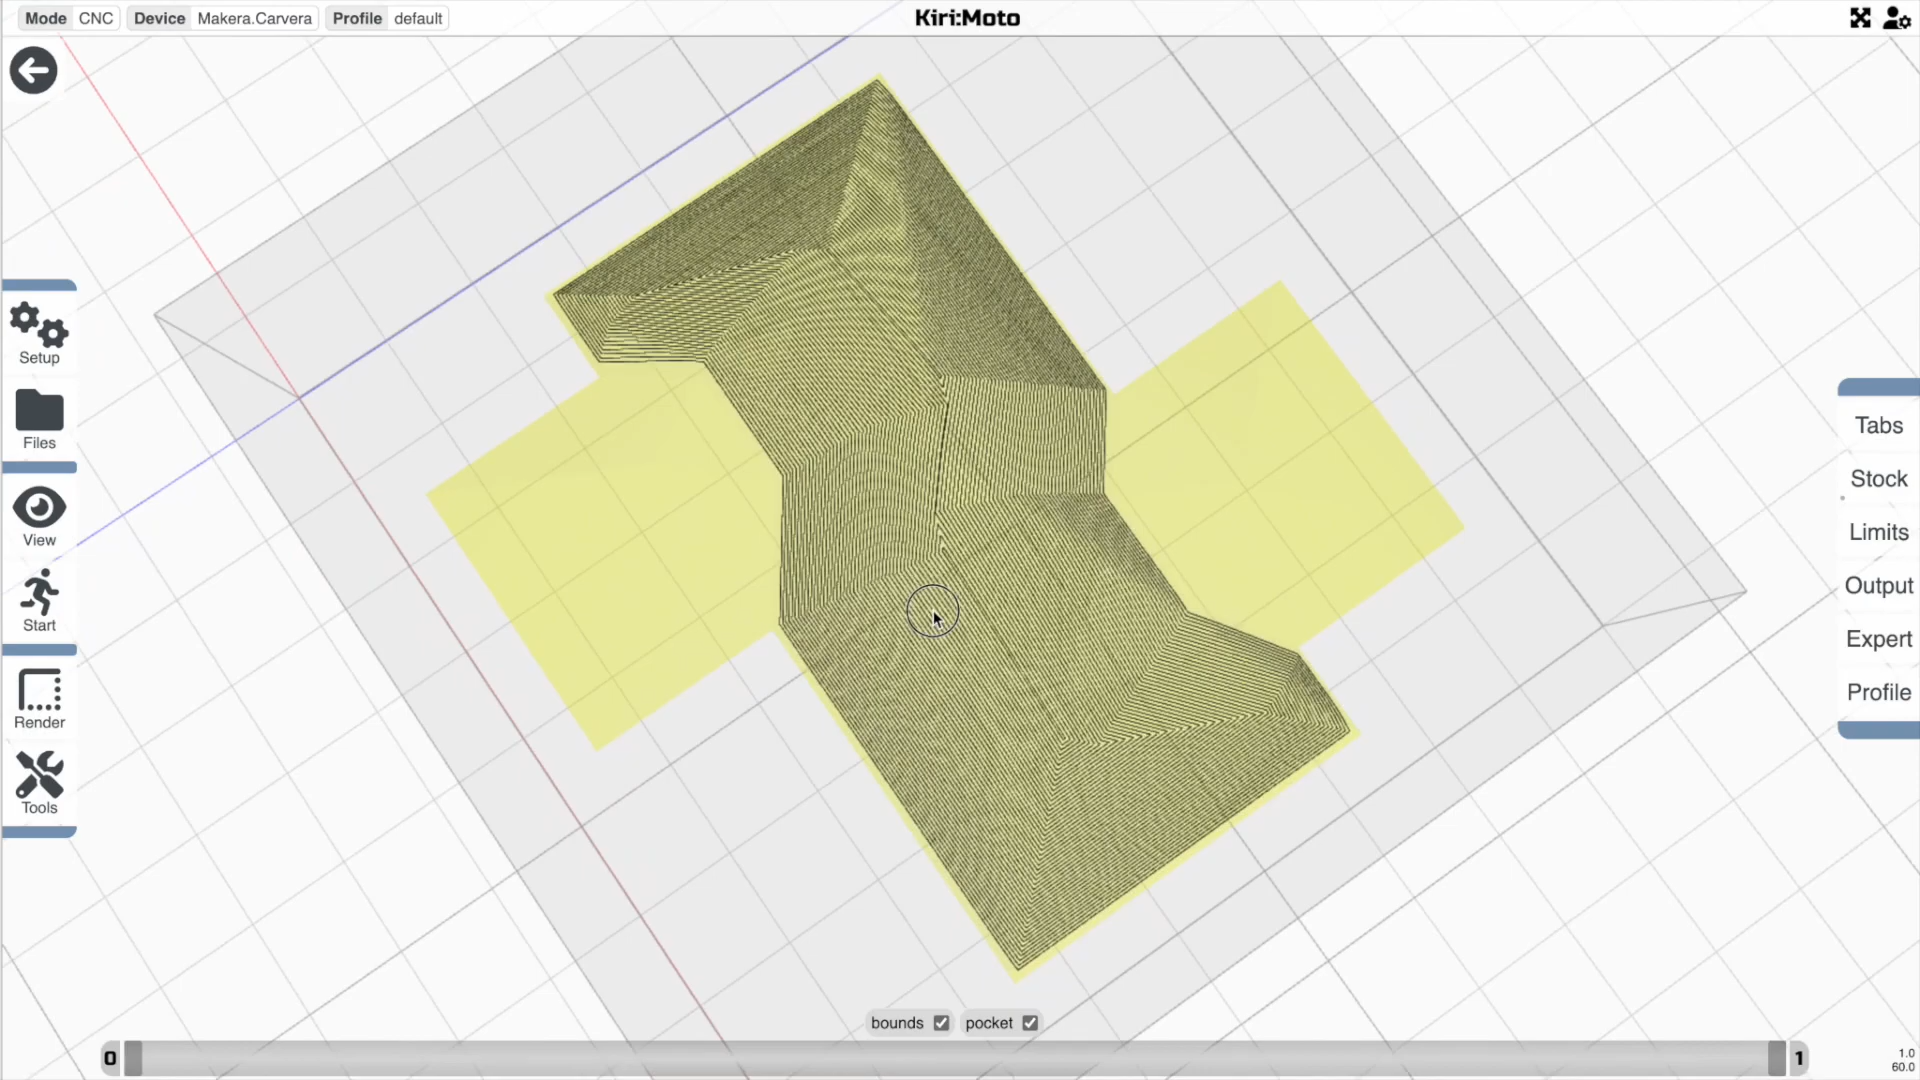 Mode CNC Device Makera.Carvera Profile default
Kiri:Moto
Setup
Files
View
Start
Render
Tools
Tabs
Stock
Limits
Output
Expert
Profile
bounds pocket
0
1
1.0
60.0